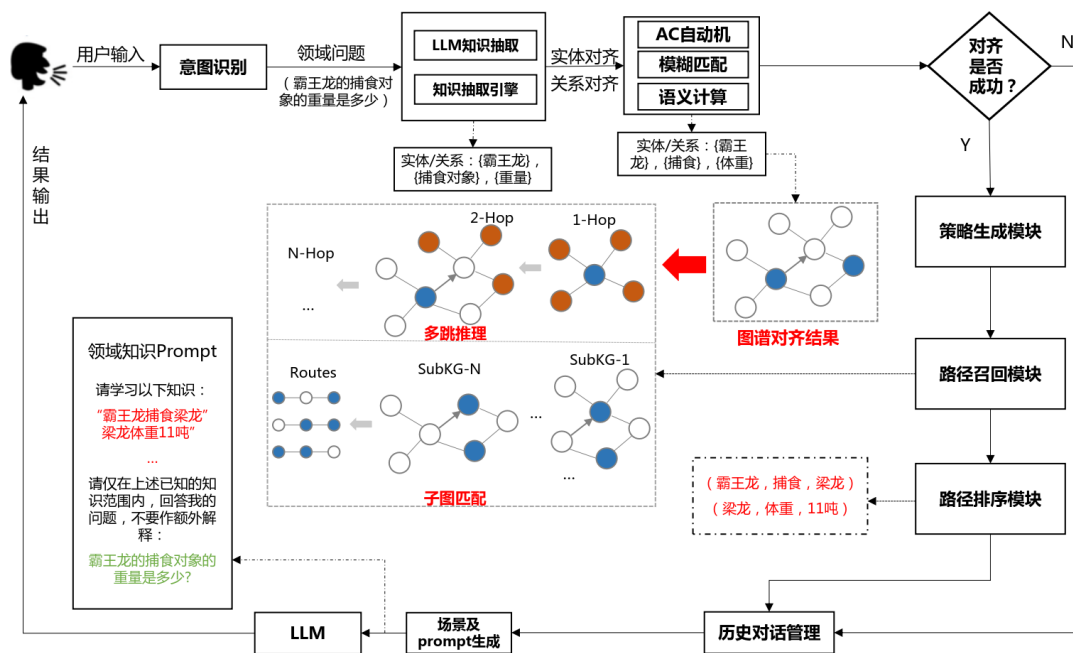 用户输入
意图识别
领域问题
（霸王龙的捕食对
象的重量是多少）
LLM知识抽取
知识抽取引擎
实体对齐
关系对齐
AC自动机
模糊匹配
语义计算
对齐
是否
成功？
N
Y
实体/关系：{霸王龙}，
{捕食对象}，{重量}
实体/关系：{霸王
龙}，{捕食}，{体重}
结果输出
策略生成模块
N-Hop
2-Hop
1-Hop
...
多跳推理
图谱对齐结果
路径召回模块
Routes
SubKG-N
SubKG-1
...
...
子图匹配
领域知识Prompt
请学习以下知识：
“霸王龙捕食梁龙”
梁龙体重11吨”
...
请仅在上述已知的知
识范围内，回答我的
问题，不要作额外解
释：
霸王龙的捕食对象的
重量是多少?
（霸王龙，捕食，梁龙）
（梁龙，体重，11吨）
路径排序模块
LLM
场景及
prompt生成
历史对话管理